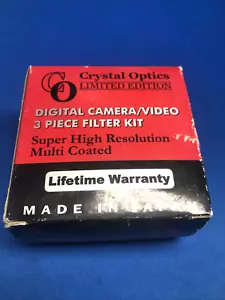 CO
Crystal Optics
LIMITED EDITION
DIGITAL CAMERA/VIDEO
3 PIECE FILTER KIT
Super High Resolution
Multi Coated
Lifetime Warranty
MADE IN